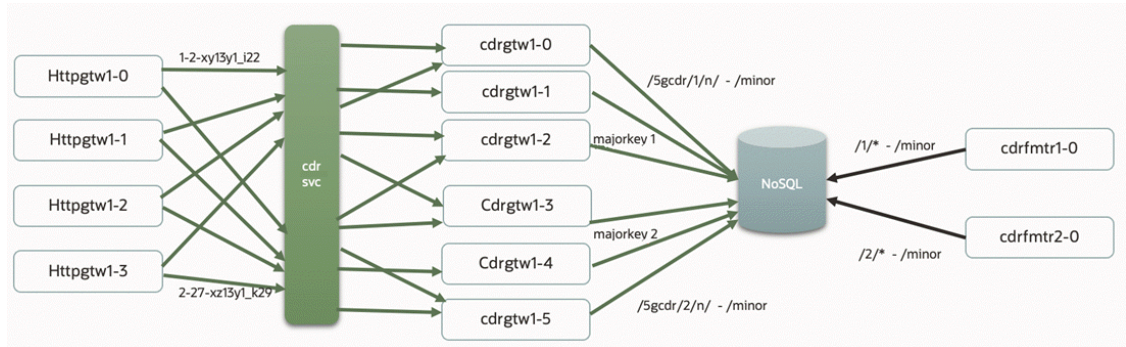 1-2-xy13y1_i22
Httpgtw1-0
Httpgtw1-1
Httpgtw1-2
Httpgtw1-3
2-27-xz13y1_k29
cdr
svc
cdrgtw1-0
cdrgtw1-1
cdrgtw1-2
Cdrgtw1-3
Cdrgtw1-4
cdrgtw1-5
/5gcdr/1/n/ - /minor
majorkey 1
majorkey 2
/5gcdr/2/n/ - /minor
NoSQL
/1/* - /minor
/2/* - /minor
cdrfmtr1-0
cdrfmtr2-0